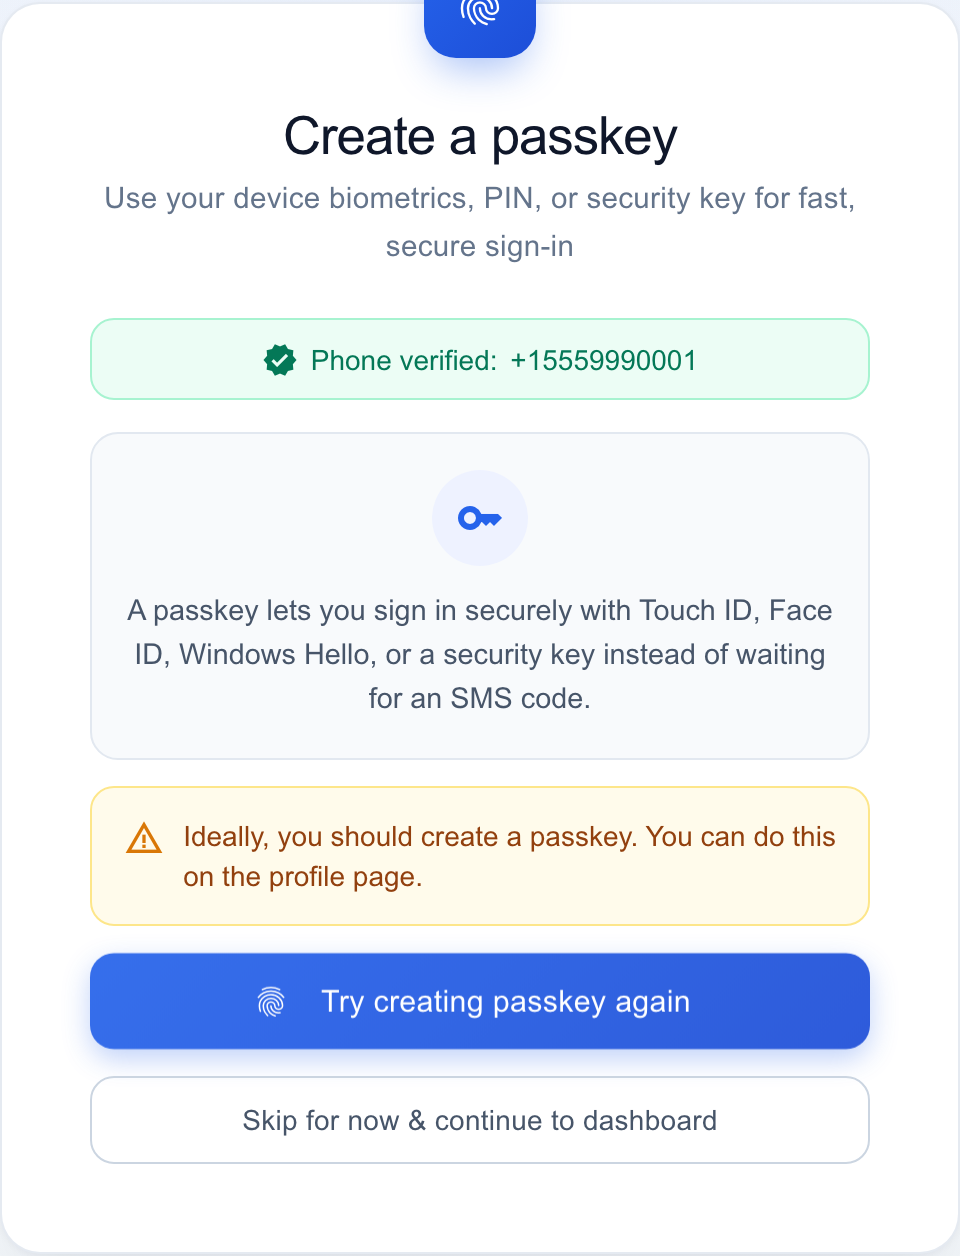 Create a passkey
Use your device biometrics, PIN, or security key for fast,
secure sign-in
Phone verified: +15559990001
A passkey lets you sign in securely with Touch ID, Face
ID, Windows Hello, or a security key instead of waiting
for an SMS code.
Ideally, you should create a passkey. You can do this
on the profile page.
Try creating passkey again
Skip for now & continue to dashboard